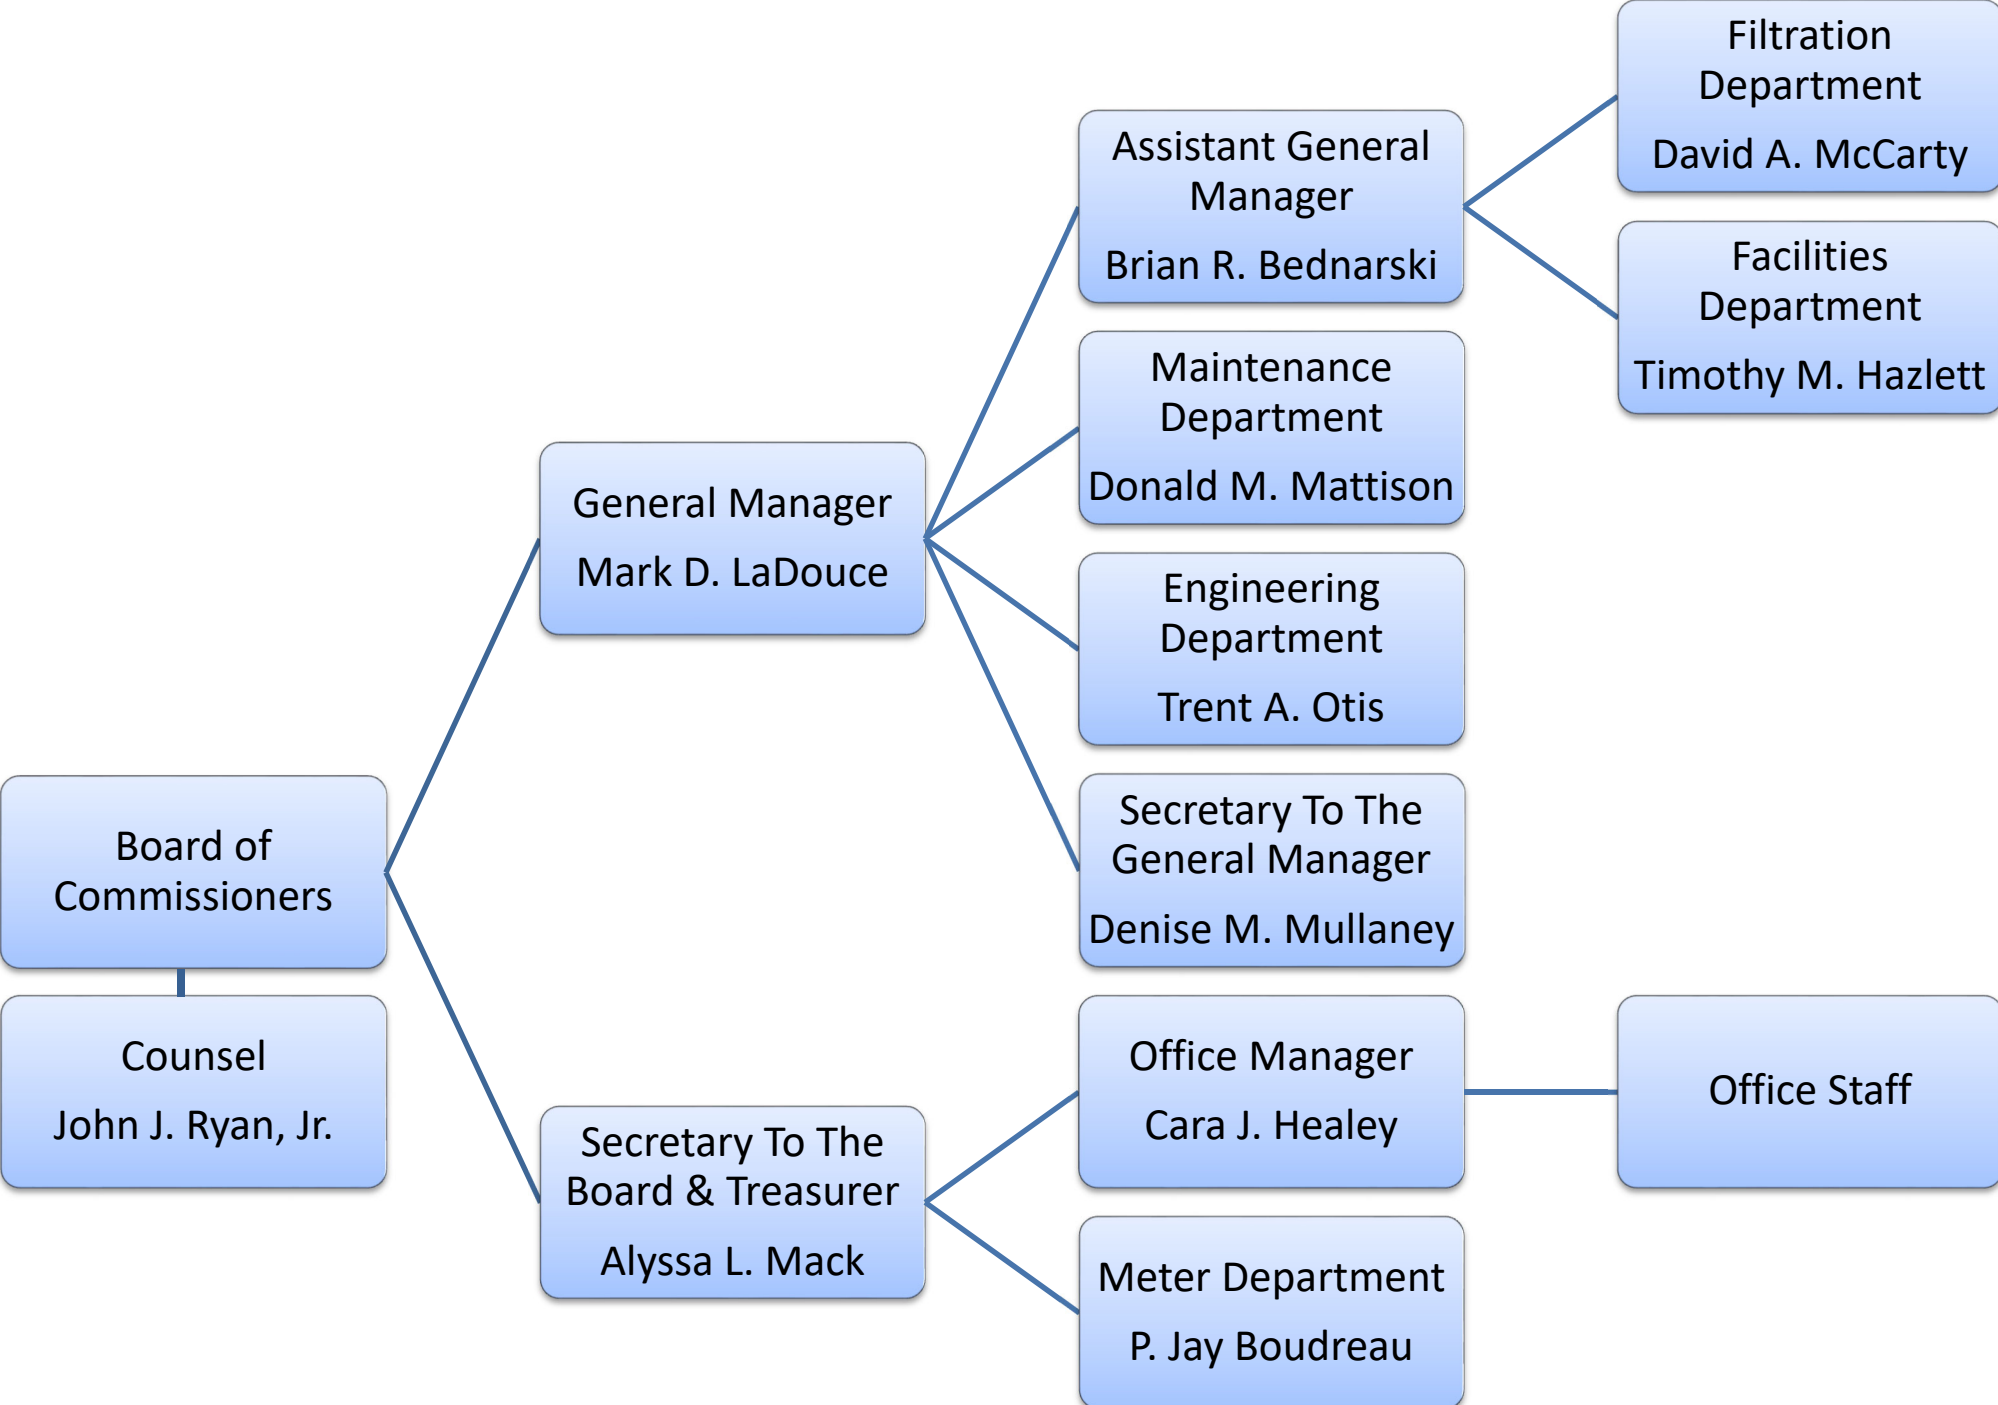 Board of
Commissioners
Counsel
John J. Ryan, Jr.
General Manager
Mark D. LaDouce
Assistant General
Manager
Brian R. Bednarski
Filtration
Department
David A. McCarty
Facilities
Department
Timothy M. Hazlett
Maintenance
Department
Donald M. Mattison
Engineering
Department
Trent A. Otis
Secretary To The
General Manager
Denise M. Mullaney
Secretary To The
Board & Treasurer
Alyssa L. Mack
Office Manager
Cara J. Healey
Office Staff
Meter Department
P. Jay Boudreau